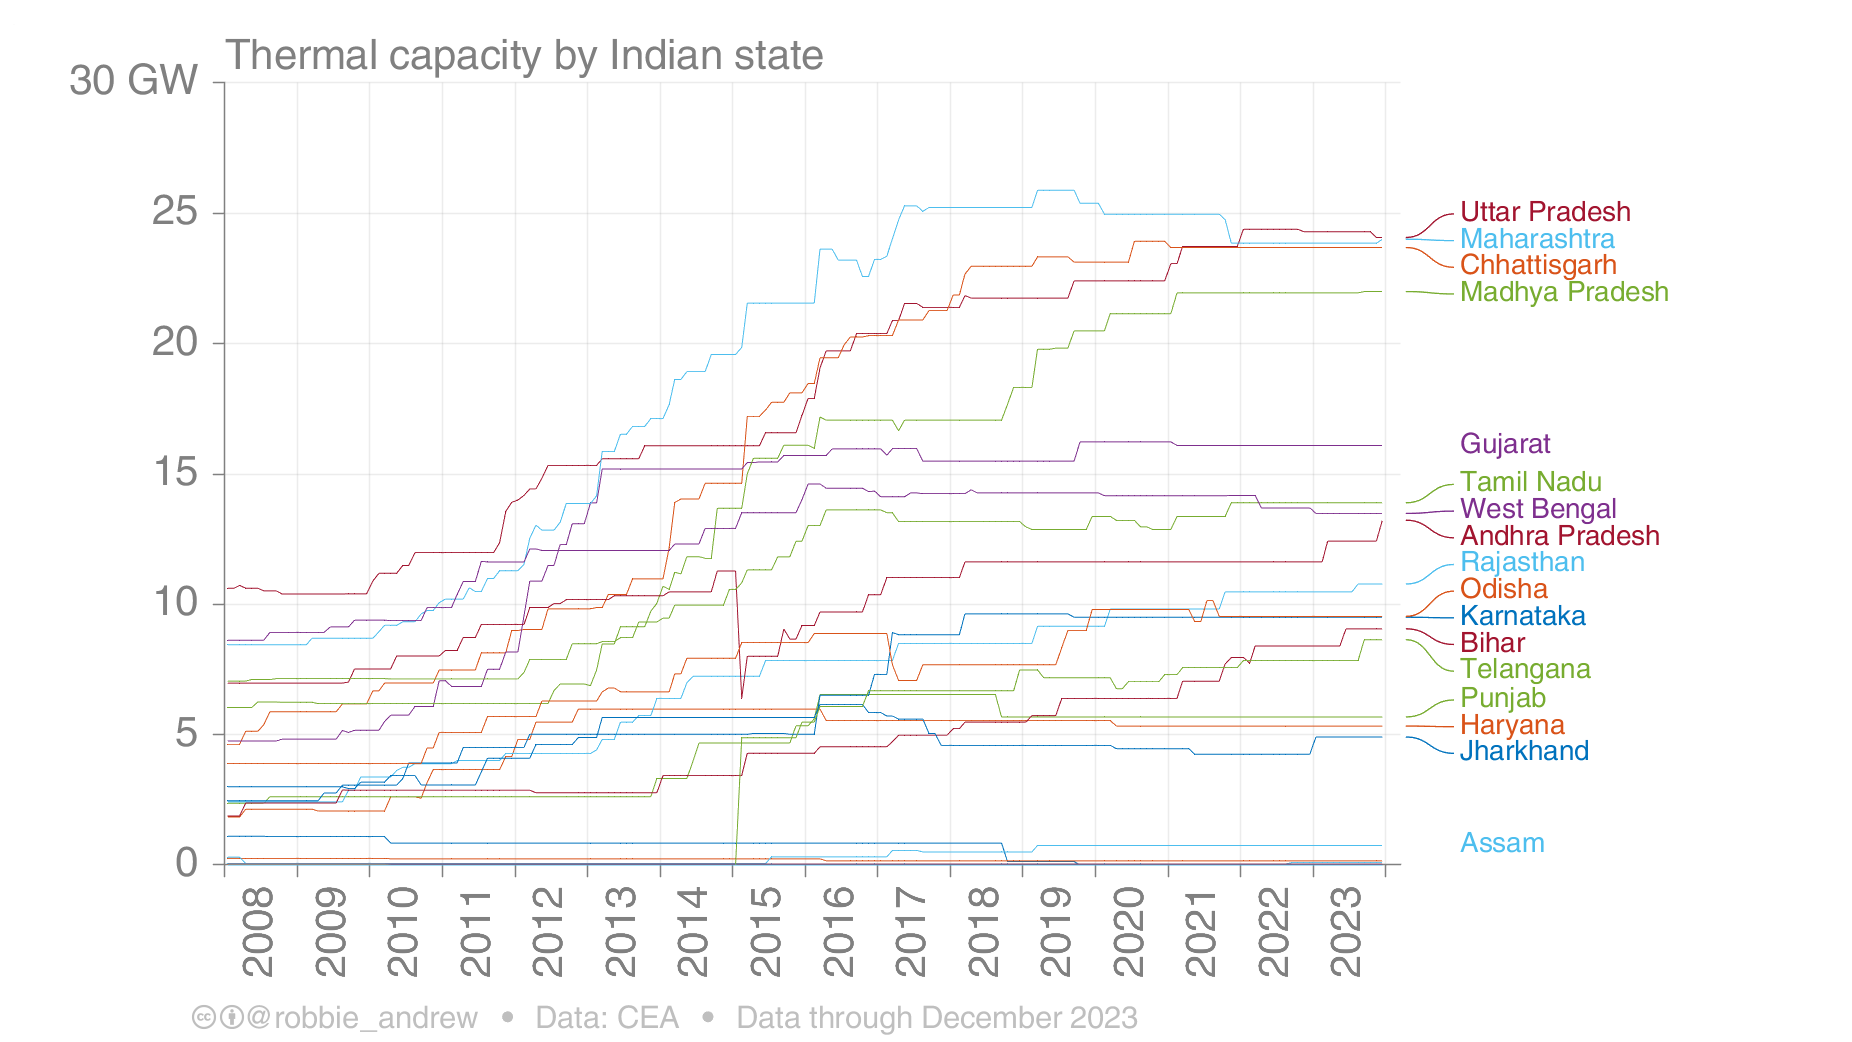 Thermal capacity by Indian state
30 GW
25
20
15
10
5
0
Uttar Pradesh
Maharashtra
Chhattisgarh
Madhya Pradesh
Gujarat
Tamil Nadu
West Bengal
Andhra Pradesh
Rajasthan
Odisha
Karnataka
Bihar
Telangana
Punjab
Haryana
Jharkhand
Assam
2008 2009 2010 2011 2012 2013 2014 2015 2016 2017 2018 2019 2020 2021 2022 2023
@robbie_andrew • Data: CEA • Data through December 2023